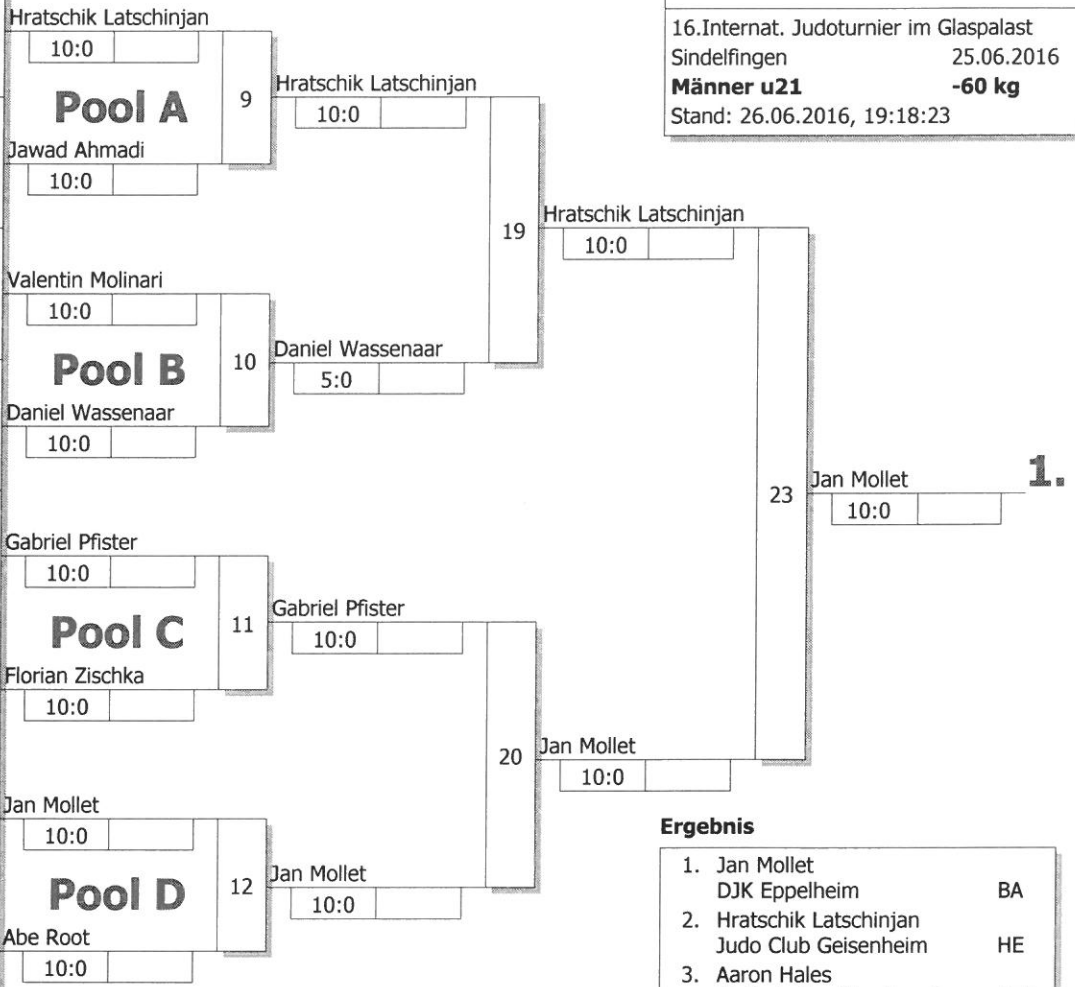 16.Internat. Judoturnier im Glaspalast
Sindelfingen 25.06.2016
Männer u21 -60 kg
Stand: 26.06.2016, 19:18:23
Hratschik Latschinjan
10:0
Pool A
9
Jawad Ahmadi
10:0
Hratschik Latschinjan
10:0
Valentin Molinari
10:0
Pool B
10
Daniel Wassenaar
10:0
Daniel Wassenaar
5:0
19
Hratschik Latschinjan
10:0
Gabriel Pfister
10:0
Pool C
11
Florian Zischka
10:0
Gabriel Pfister
10:0
Jan Mollet
10:0
Pool D
12
Abe Root
10:0
Jan Mollet
10:0
20
Jan Mollet
10:0
23
Jan Mollet
10:0
1.
Ergebnis
1. Jan Mollet
DJK Eppelheim BA
2. Hratschik Latschinjan
Judo Club Geisenheim HE
3. Aaron Hales